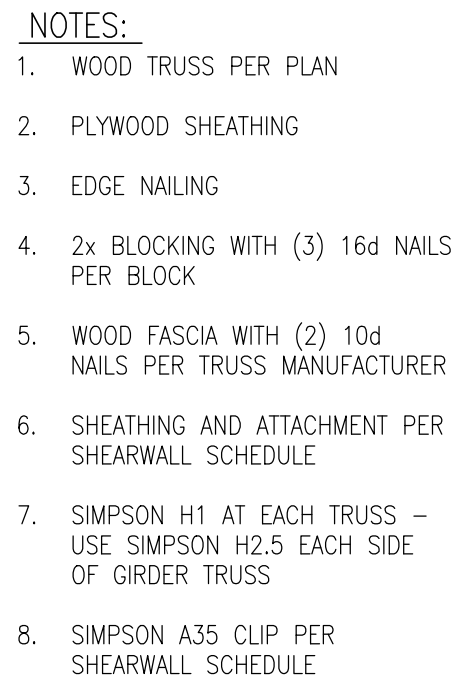 NOTES:
1. WOOD TRUSS PER PLAN
2. PLYWOOD SHEATHING
3. EDGE NAILING
4. 2x BLOCKING WITH (3) 16d NAILS
PER BLOCK
5. WOOD FASCIA WITH (2) 10d
NAILS PER TRUSS MANUFACTURER
6. SHEATHING AND ATTACHMENT PER
SHEARWALL SCHEDULE
7. SIMPSON H1 AT EACH TRUSS –
USE SIMPSON H2.5 EACH SIDE
OF GIRDER TRUSS
8. SIMPSON A35 CLIP PER
SHEARWALL SCHEDULE